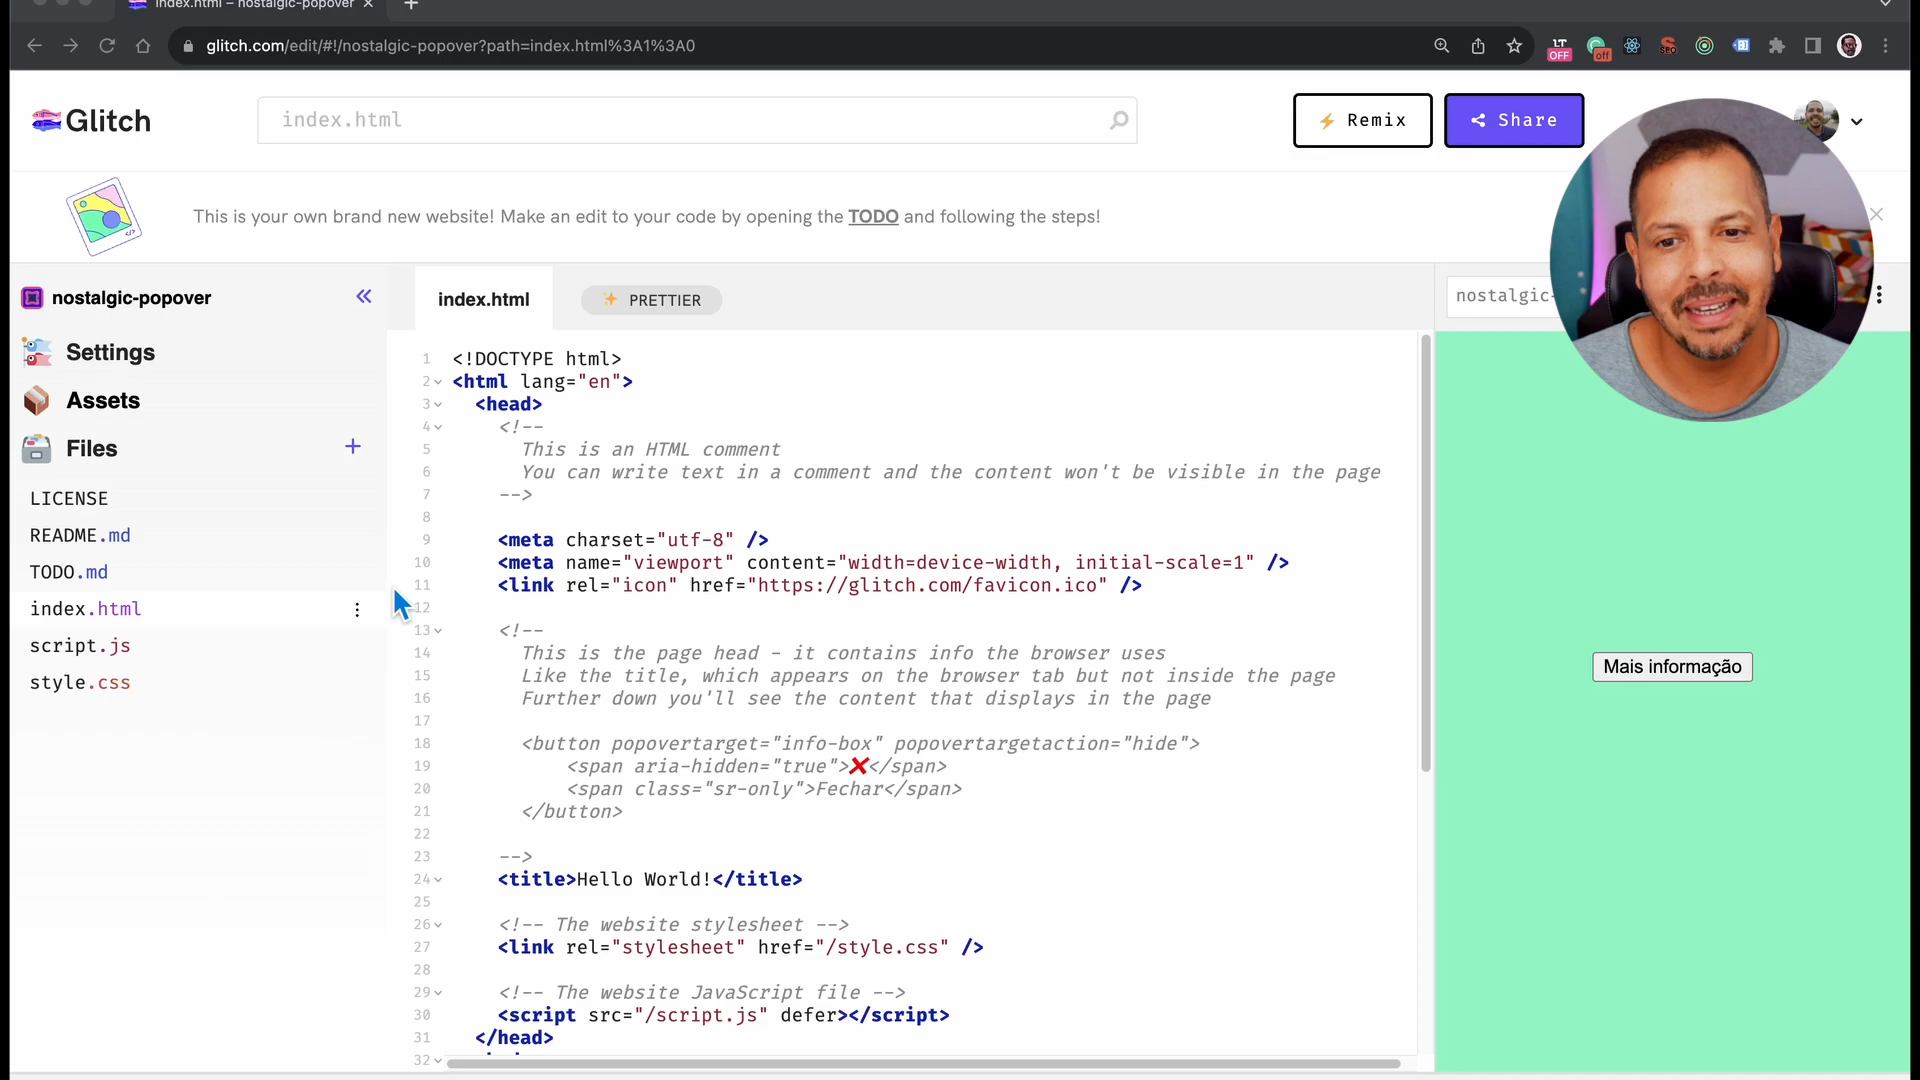 index.html – nostalgic-popover
glitch.com/edit/#!/nostalgic-popover?path=index.html%3A1%3A0
LT
OFF
off
SEO
Glitch
index.html
Remix
Share
This is your own brand new website! Make an edit to your code by opening the TODO and following the steps!
nostalgic-popover
Settings
Assets
Files
LICENSE
README.md
TODO.md
index.html
script.js
style.css
index.html
PRETTIER
nostalgic-
1 <!DOCTYPE html>
2 <html lang="en">
3 <head>
4 <!--
5 This is an HTML comment
6 You can write text in a comment and the content won't be visible in the page
7 -->
8
9 <meta charset="utf-8" />
10 <meta name="viewport" content="width=device-width, initial-scale=1" />
11 <link rel="icon" href="https://glitch.com/favicon.ico" />
12
13 <!--
14 This is the page head - it contains info the browser uses
15 Like the title, which appears on the browser tab but not inside the page
16 Further down you'll see the content that displays in the page
17
18 <button popovertarget="info-box" popovertargetaction="hide">
19 <span aria-hidden="true">❌</span>
20 <span class="sr-only">Fechar</span>
21 </button>
22
23 -->
24 <title>Hello World!</title>
25
26 <!-- The website stylesheet -->
27 <link rel="stylesheet" href="/style.css" />
28
29 <!-- The website JavaScript file -->
30 <script src="/script.js" defer></script>
31 </head>
32
Mais informação